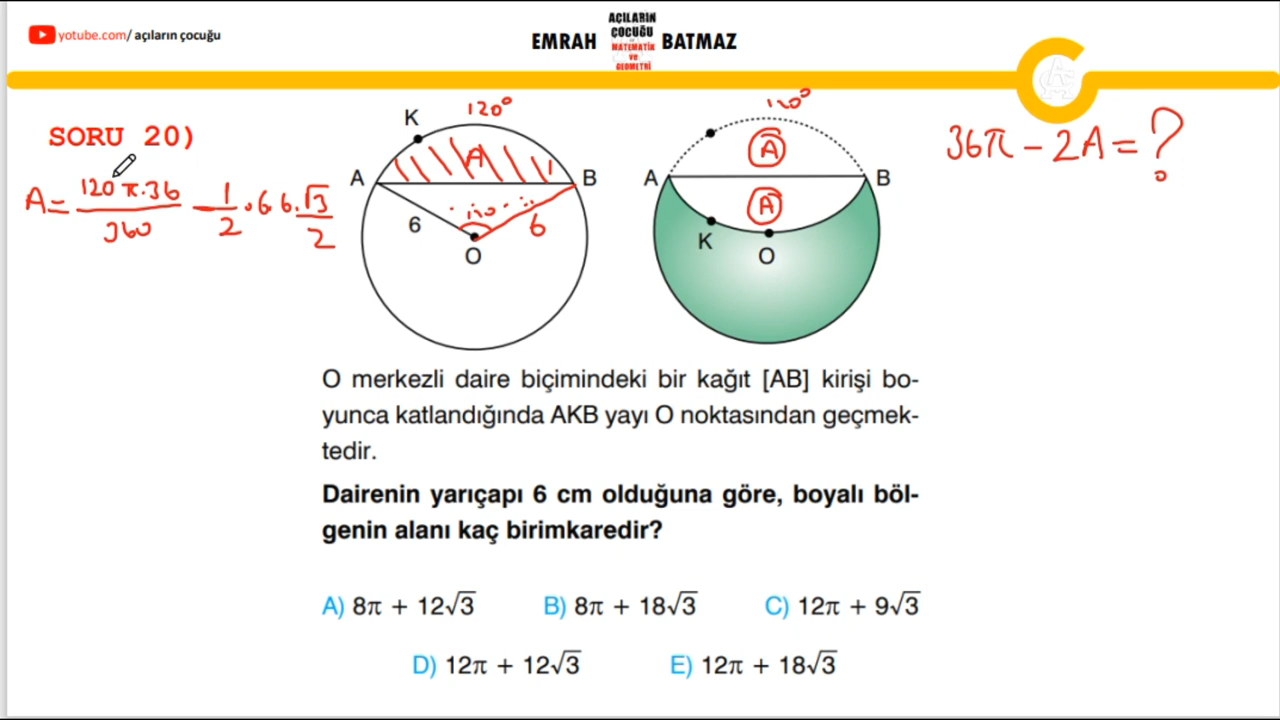 yotube.com/ açıların çocuğu
EMRAH
AÇILARIN
ÇOCUĞU
MATEMATİK
ve
GEOMETRİ
BATMAZ
SORU 20)
A = 120π.36/360 - 1/2 . 6 6.√3/2
K
120°
A
A
B
6
120
6
O
120°
A
A
B
A
K
O
36π - 2A = ?
O merkezli daire biçimindeki bir kağıt [AB] kirişi bo-
yunca katlandığında AKB yayı O noktasından geçmek-
tedir.
Dairenin yarıçapı 6 cm olduğuna göre, boyalı böl-
genin alanı kaç birimkaredir?
A) 8π + 12√3 B) 8π + 18√3 C) 12π + 9√3
D) 12π + 12√3 E) 12π + 18√3